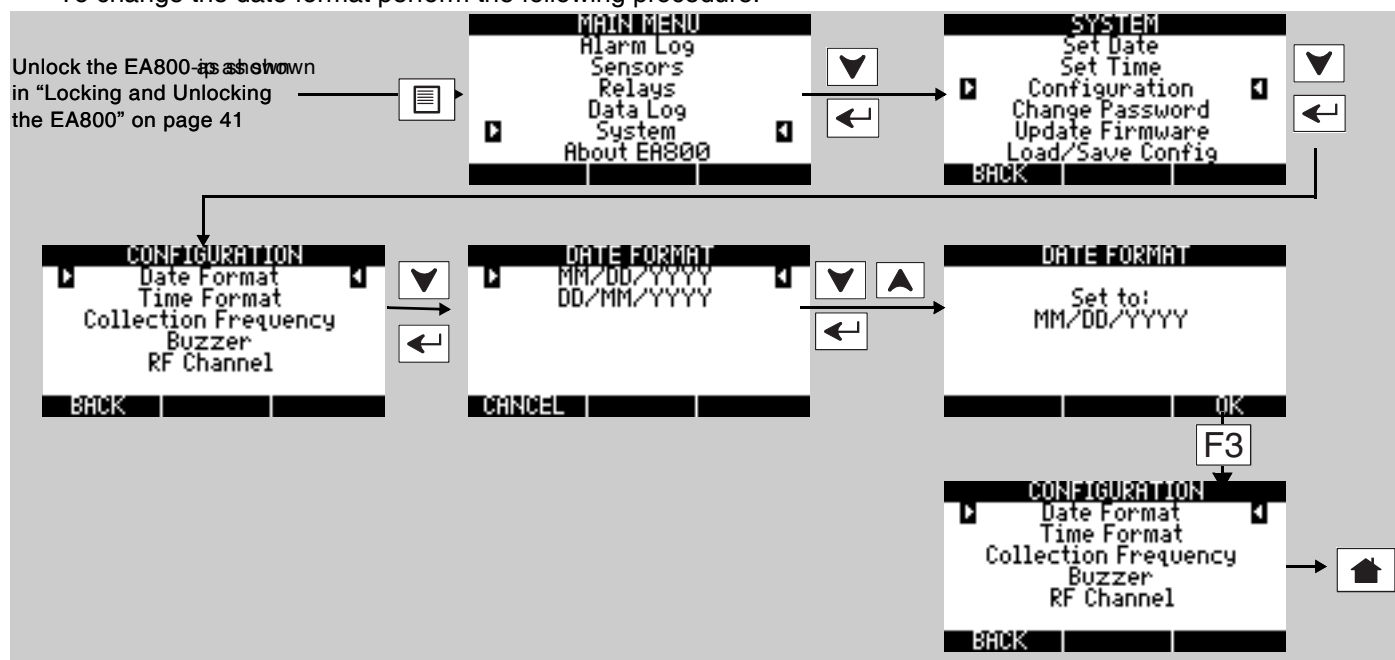 To change the date format perform the following procedure:
Unlock the EA800-ip as shown
in “Locking and Unlocking
the EA800” on page 41
MAIN MENU
Alarm Log
Sensors
Relays
Data Log
System
About EA800
SYSTEM
Set Date
Set Time
Configuration
Change Password
Update Firmware
Load/Save Config
BACK
CONFIGURATION
Date Format
Time Format
Collection Frequency
Buzzer
RF Channel
BACK
DATE FORMAT
MM/DD/YYYY
DD/MM/YYYY
CANCEL
DATE FORMAT
Set to:
MM/DD/YYYY
OK
F3
CONFIGURATION
Date Format
Time Format
Collection Frequency
Buzzer
RF Channel
BACK